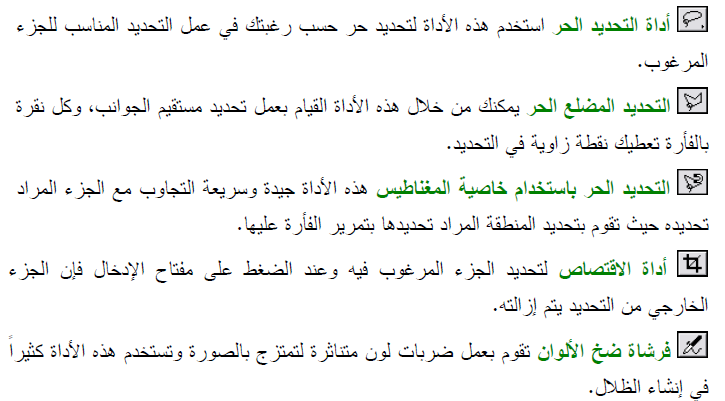 أداة التحديد الحر استخدم هذه الأداة لتحديد حر حسب رغبتك في عمل التحديد المناسب للجزء
المرغوب.
التحديد المضلع الحر يمكنك من خلال هذه الأداة القيام بعمل تحديد مستقيم الجوانب، وكل نقرة
بالفأرة تعطيك نقطة زاوية في التحديد.
التحديد الحر باستخدام خاصية المغناطيس هذه الأداة جيدة وسريعة التجاوب مع الجزء المراد
تحديده حيث تقوم بتحديد المنطقة المراد تحديدها بتمرير الفأرة عليها.
أداة الاقتصاص لتحديد الجزء المرغوب فيه وعند الضغط على مفتاح الإدخال فإن الجزء
الخارجي من التحديد يتم إزالته.
فرشاة ضخ الألوان تقوم بعمل ضربات لون متناثرة لتمتزج بالصورة وتستخدم هذه الأداة كثيراً
في إنشاء الظلال.